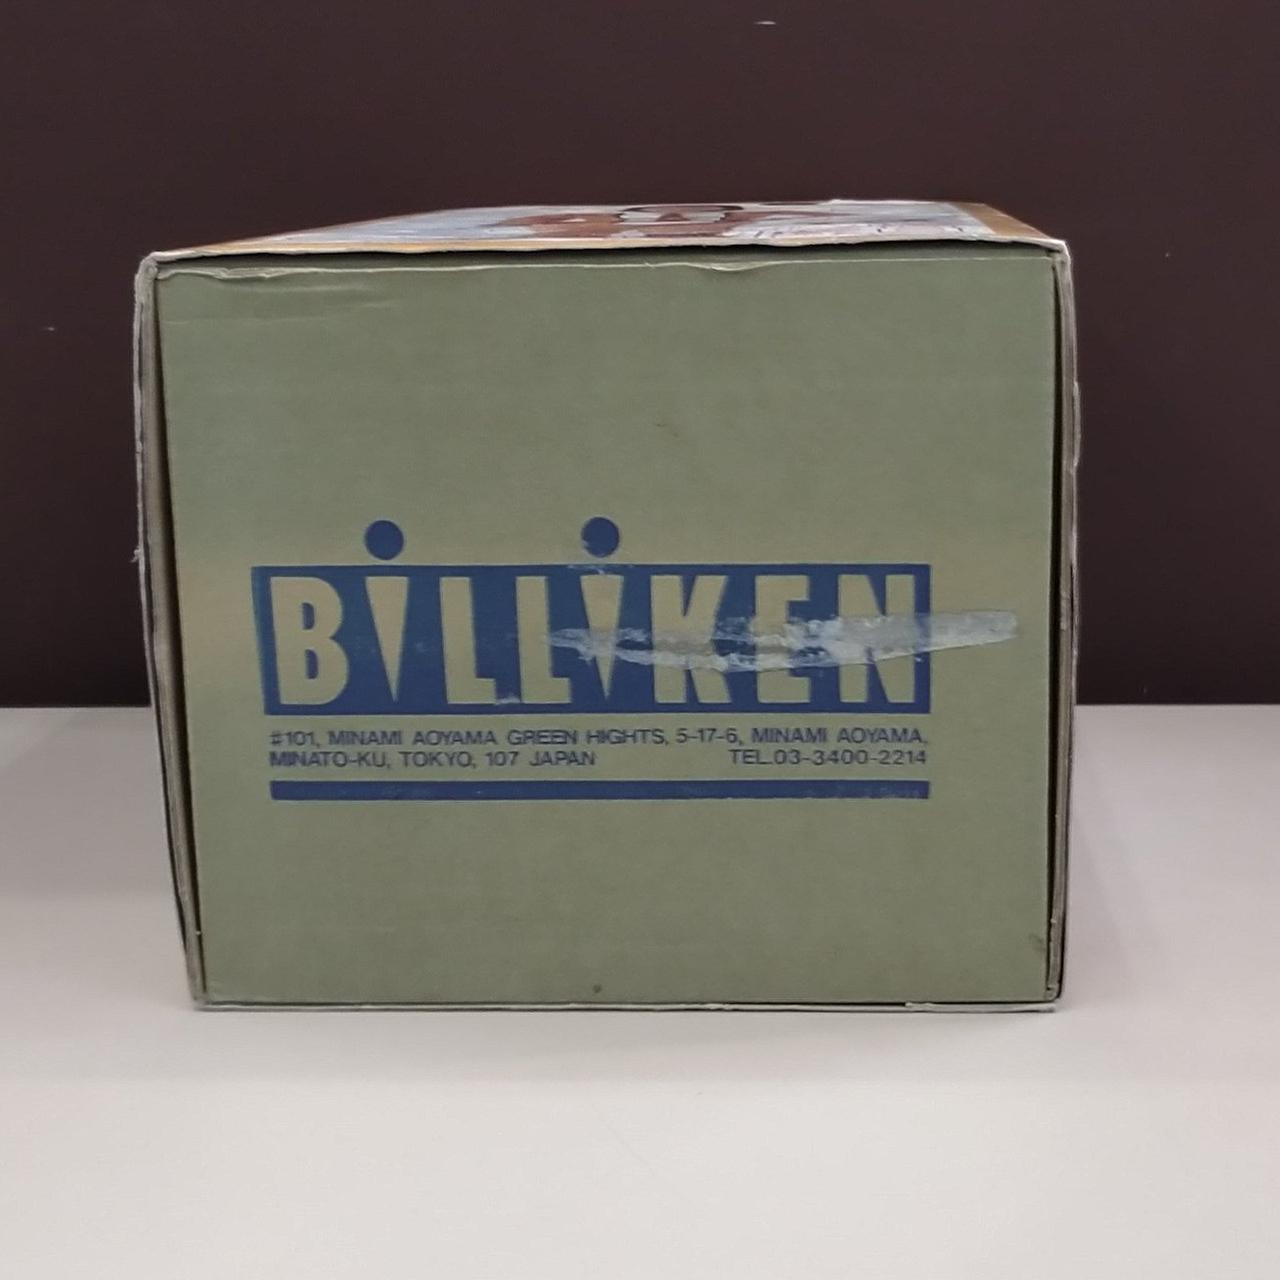 BiLLiKEN
#101, MINAMI AOYAMA GREEN HIGHTS, 5-17-6, MINAMI AOYAMA,
MINATO-KU, TOKYO, 107 JAPAN TEL.03-3400-2214